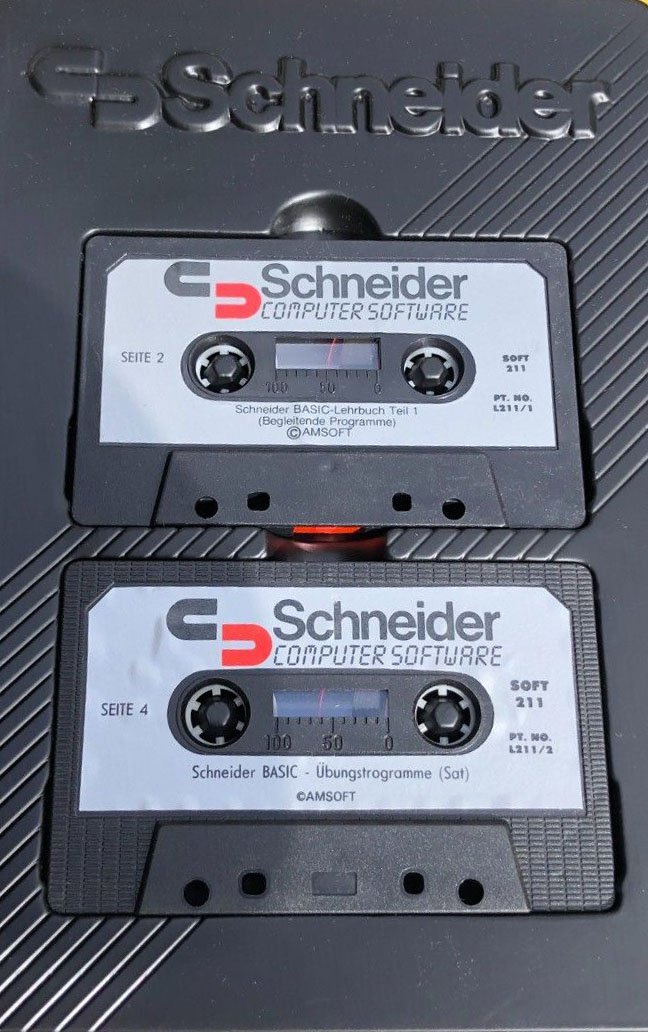 Schneider
Schneider
COMPUTER SOFTWARE
SEITE 2
SOFT
211
100 50 0
PT. NO.
L211/1
Schneider BASIC-Lehrbuch Teil 1
(Begleitende Programme)
©AMSOFT
Schneider
COMPUTER SOFTWARE
SEITE 4
SOFT
211
100 50 0
PT. NO.
L211/2
Schneider BASIC - Übungstrogramme (Sat)
©AMSOFT